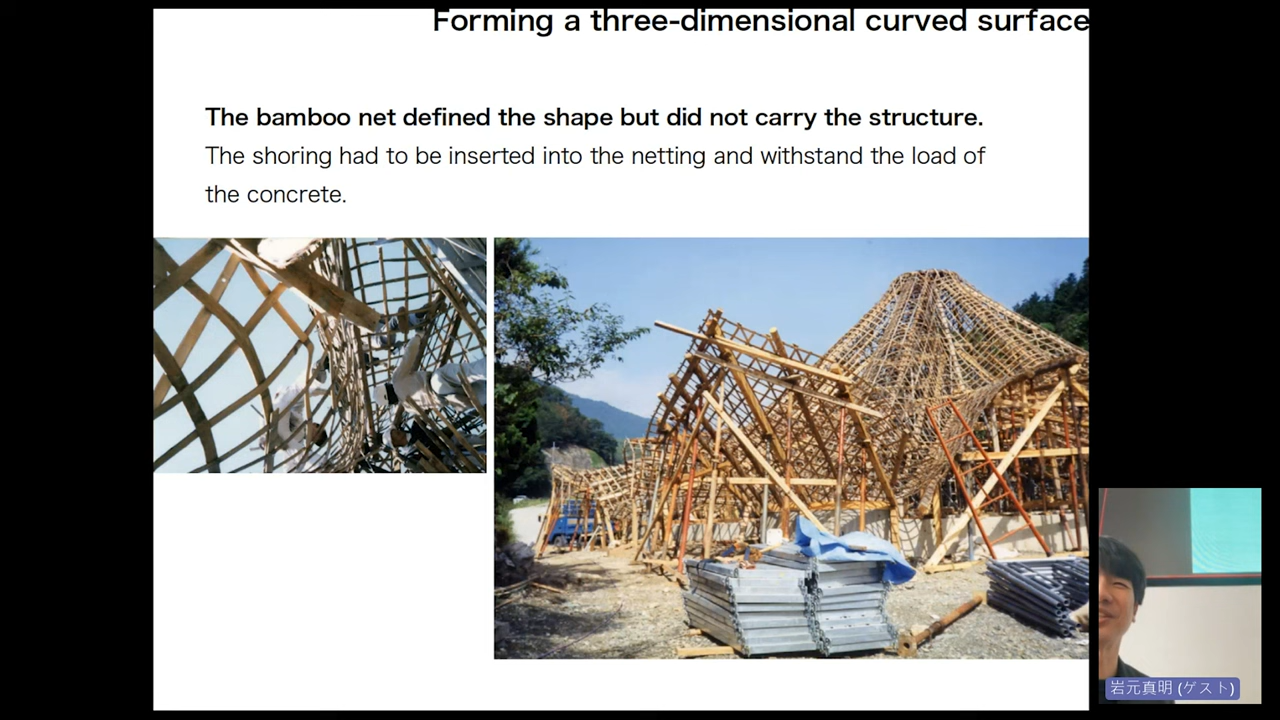 Forming a three-dimensional curved surface
The bamboo net defined the shape but did not carry the structure.
The shoring had to be inserted into the netting and withstand the load of
the concrete.
岩元真明 (ゲスト)